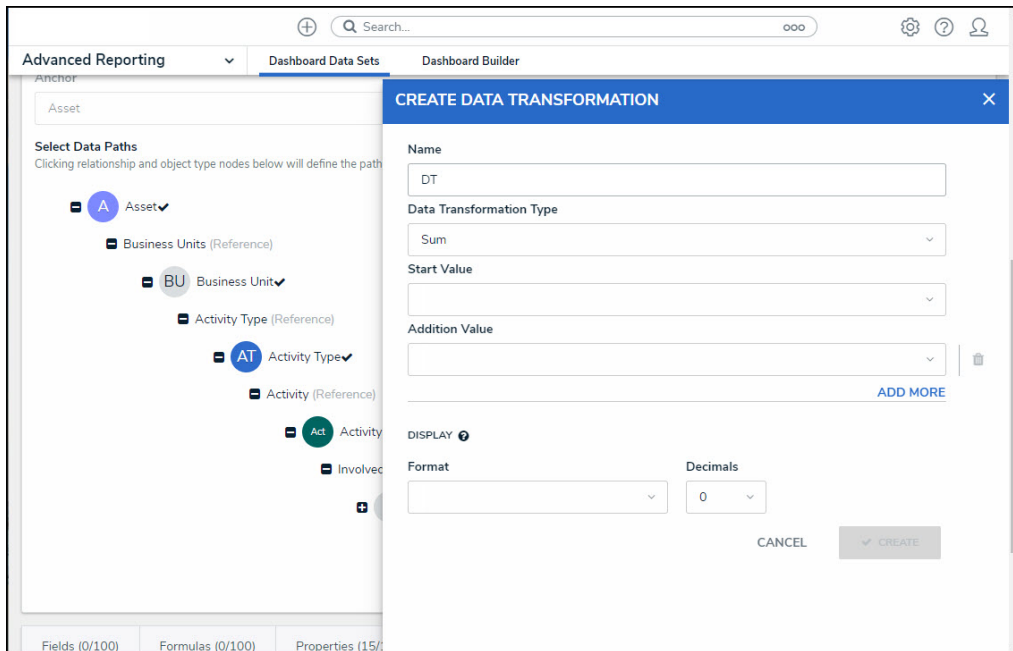 Search...
ooo
Advanced Reporting
Dashboard Data Sets
Dashboard Builder
Anchor
Asset
Select Data Paths
Clicking relationship and object type nodes below will define the path
A Asset
Business Units (Reference)
BU Business Unit
Activity Type (Reference)
AT Activity Type
Activity (Reference)
Act Activity
Involved
Fields (0/100)
Formulas (0/100)
Properties (15/
CREATE DATA TRANSFORMATION
Name
DT
Data Transformation Type
Sum
Start Value
Addition Value
ADD MORE
DISPLAY
Format
Decimals
0
CANCEL
CREATE